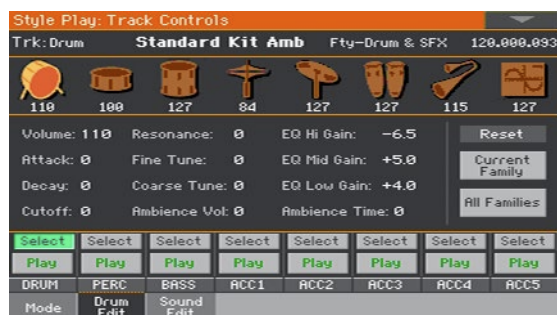 Style Play: Track Controls
Trk: Drum Standard Kit Amb Fty-Drum & SFX 120.000.093
110 100 127 84 127 127 115 127
Volume: 110 Resonance: 0 EQ Hi Gain: -6.5 Reset
Attack: 0 Fine Tune: 0 EQ Mid Gain: +5.0 Current Family
Decay: 0 Coarse Tune: 0 EQ Low Gain: +4.0
Cutoff: 0 Ambience Vol: 0 Ambience Time: 0 All Families
Select Select Select Select Select Select Select Select
Play Play Play Play Play Play Play Play
DRUM PERC BASS ACC1 ACC2 ACC3 ACC4 ACC5
Mode Drum Edit Sound Edit